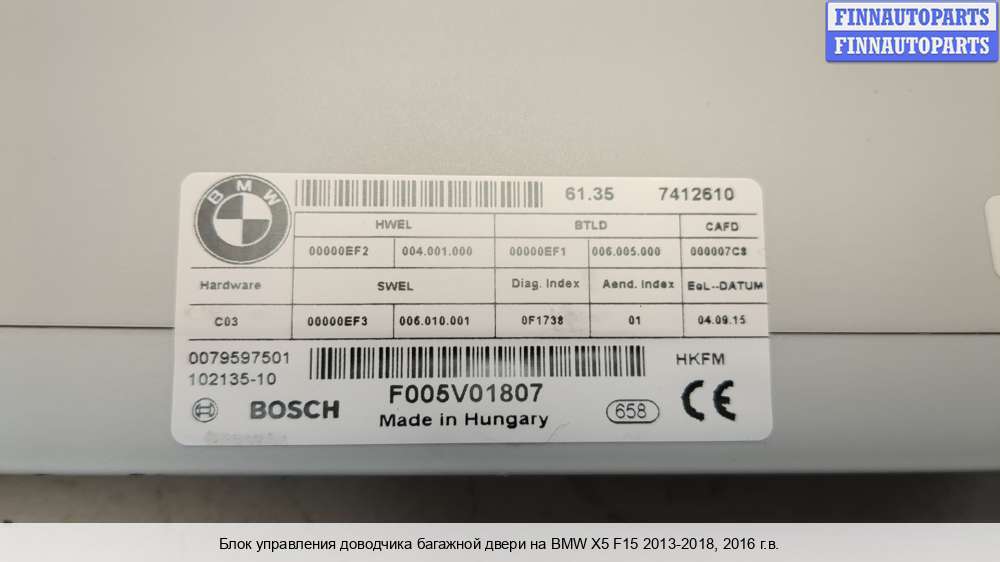 FINNAUTOPARTS
FINNAUTOPARTS
BMW
61.35 7412610
HWEL BTLD CAFD
00000EF2 004.001.000 00000EF1 006.005.000 000007C8
Hardware SWEL Diag. Index Aend. Index EoL--DATUM
C03 00000EF3 006.010.001 0F1738 01 04.09.15
0079597501 HKFM
102135-10
F005V01807
BOSCH Made in Hungary 658 CE
Блок управления доводчика багажной двери на BMW X5 F15 2013-2018, 2016 г.в.